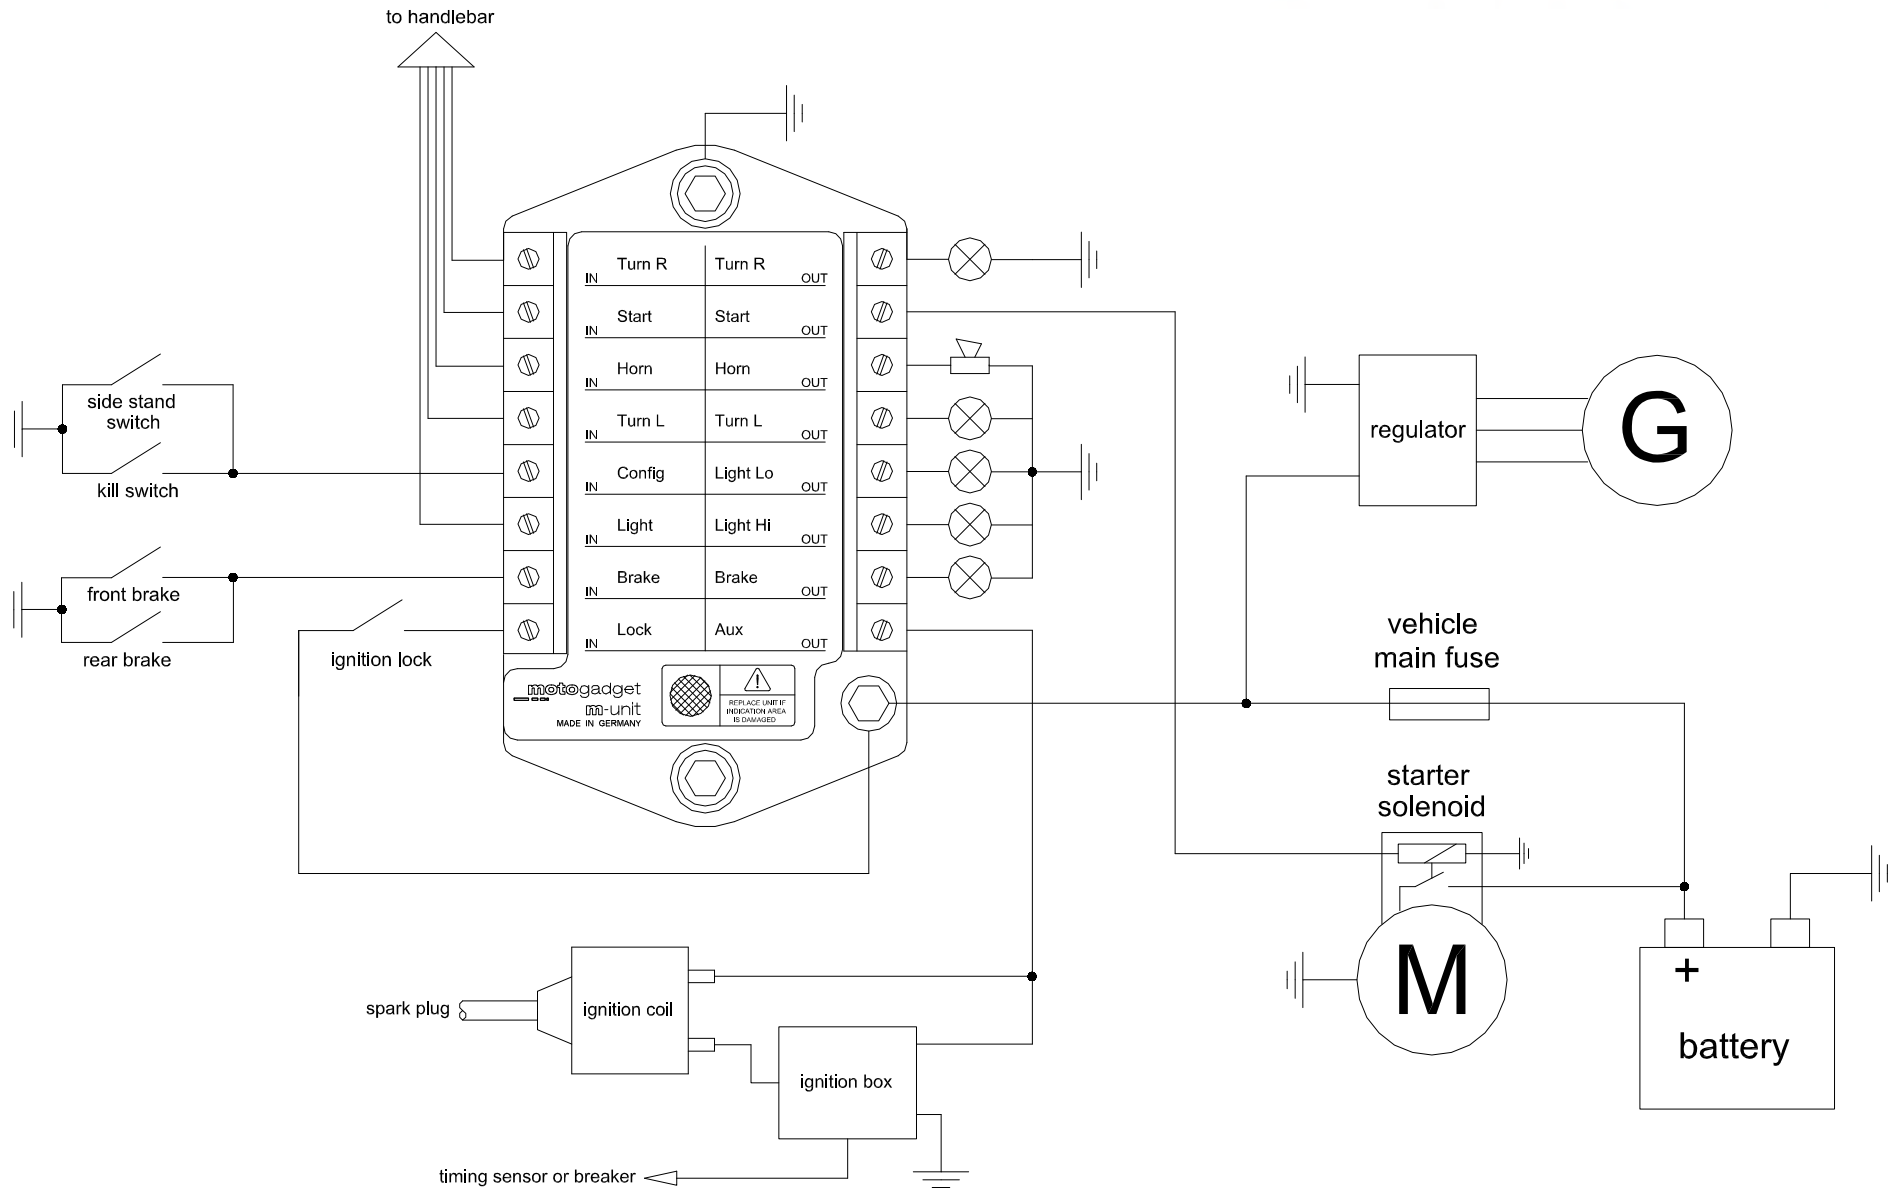 to handlebar
IN Turn R Turn R OUT
IN Start Start OUT
IN Horn Horn OUT
IN Turn L Turn L OUT
IN Config Light Lo OUT
IN Light Light Hi OUT
IN Brake Brake OUT
IN Lock Aux OUT
side stand
switch
kill switch
front brake
rear brake
ignition lock
motogadget
m-unit
MADE IN GERMANY
REPLACE UNIT IF
INDICATION AREA
IS DAMAGED
regulator
G
vehicle
main fuse
starter
solenoid
M
+
battery
spark plug
ignition coil
ignition box
timing sensor or breaker